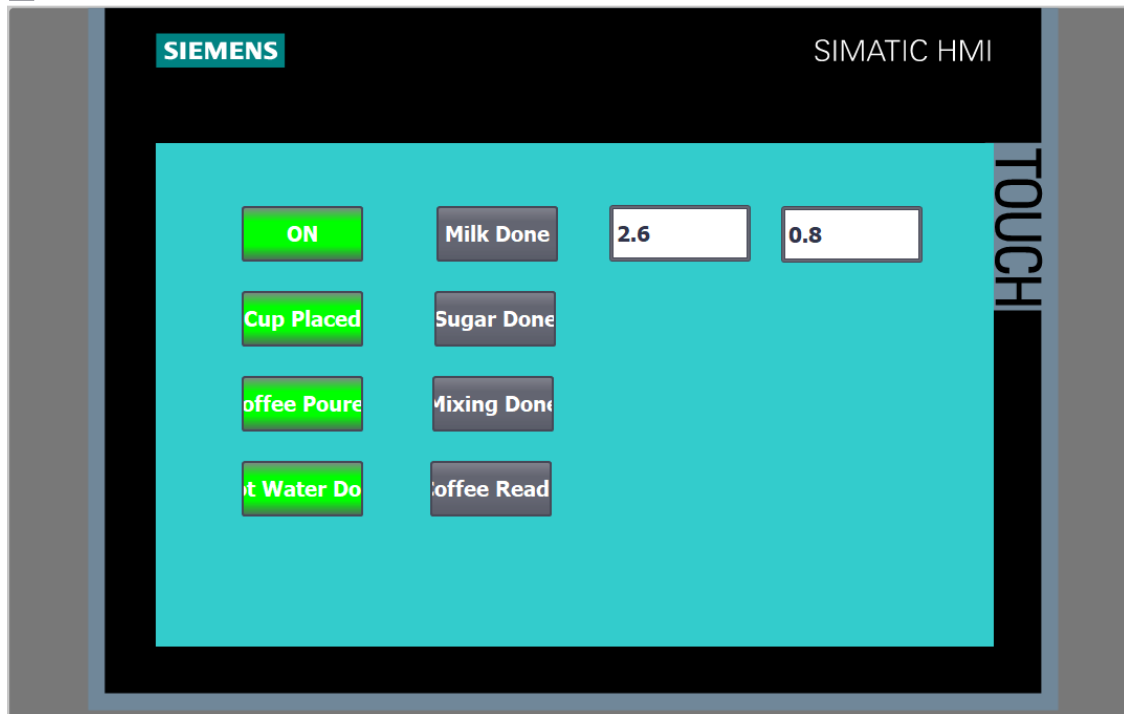 SIEMENS
SIMATIC HMI
TOUCH
ON
Milk Done
2.6
0.8
Cup Placed
Sugar Done
offee Poure
Mixing Done
ot Water Do
offee Read